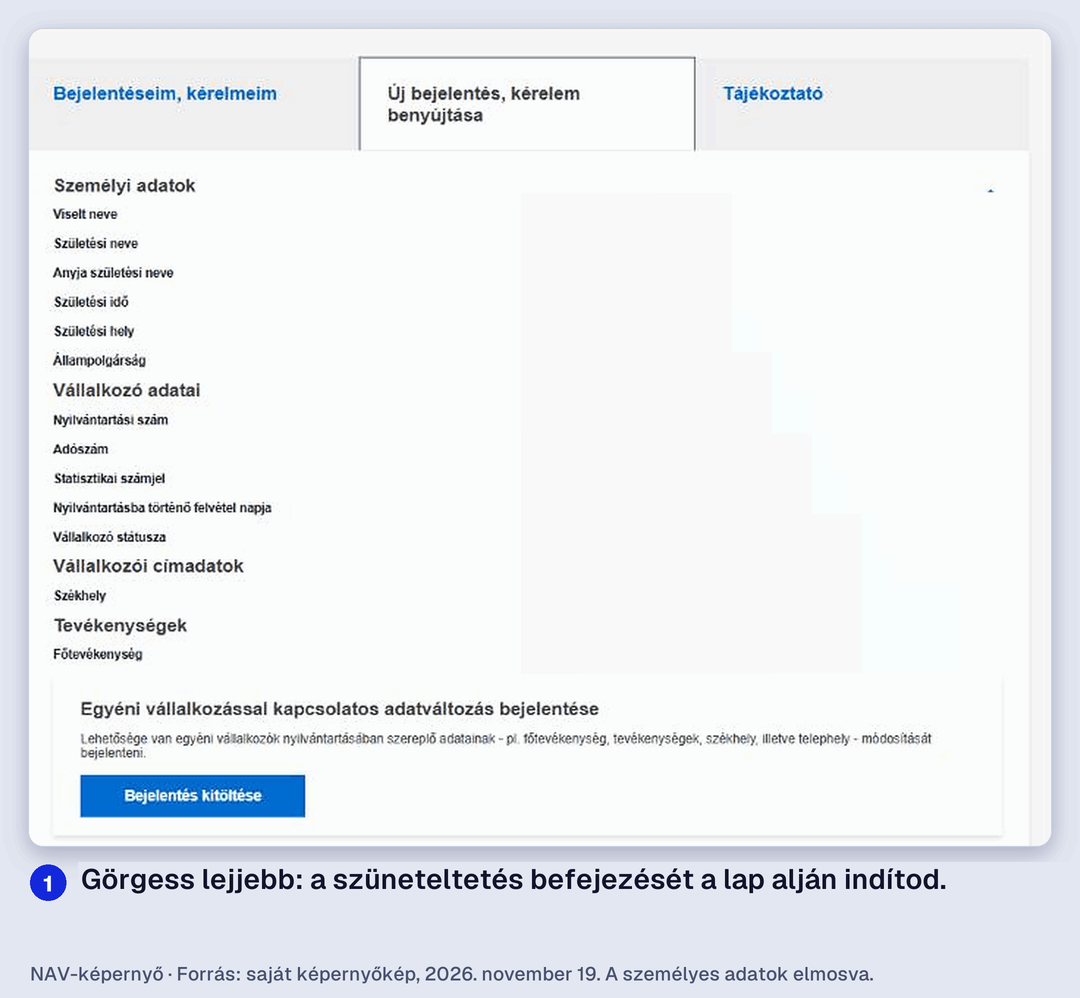 Bejelentéseim, kérelmeim
Új bejelentés, kérelem
benyújtása
Tájékoztató
Személyi adatok
Viselt neve
Születési neve
Anyja születési neve
Születési idő
Születési hely
Állampolgárság
Vállalkozó adatai
Nyilvántartási szám
Adószám
Statisztikai számjel
Nyilvántartásba történő felvétel napja
Vállalkozó státusza
Vállalkozói címadatok
Székhely
Tevékenységek
Főtevékenység
Egyéni vállalkozással kapcsolatos adatváltozás bejelentése
Lehetősége van egyéni vállalkozók nyilvántartásában szereplő adatainak - pl. főtevékenység, tevékenységek, székhely, illetve telephely - módosítását
bejelenteni.
Bejelentés kitöltése
1 Görgess lejjebb: a szüneteltetés befejezését a lap alján indítod.
NAV-képernyő · Forrás: saját képernyőkép, 2026. november 19. A személyes adatok elmosva.